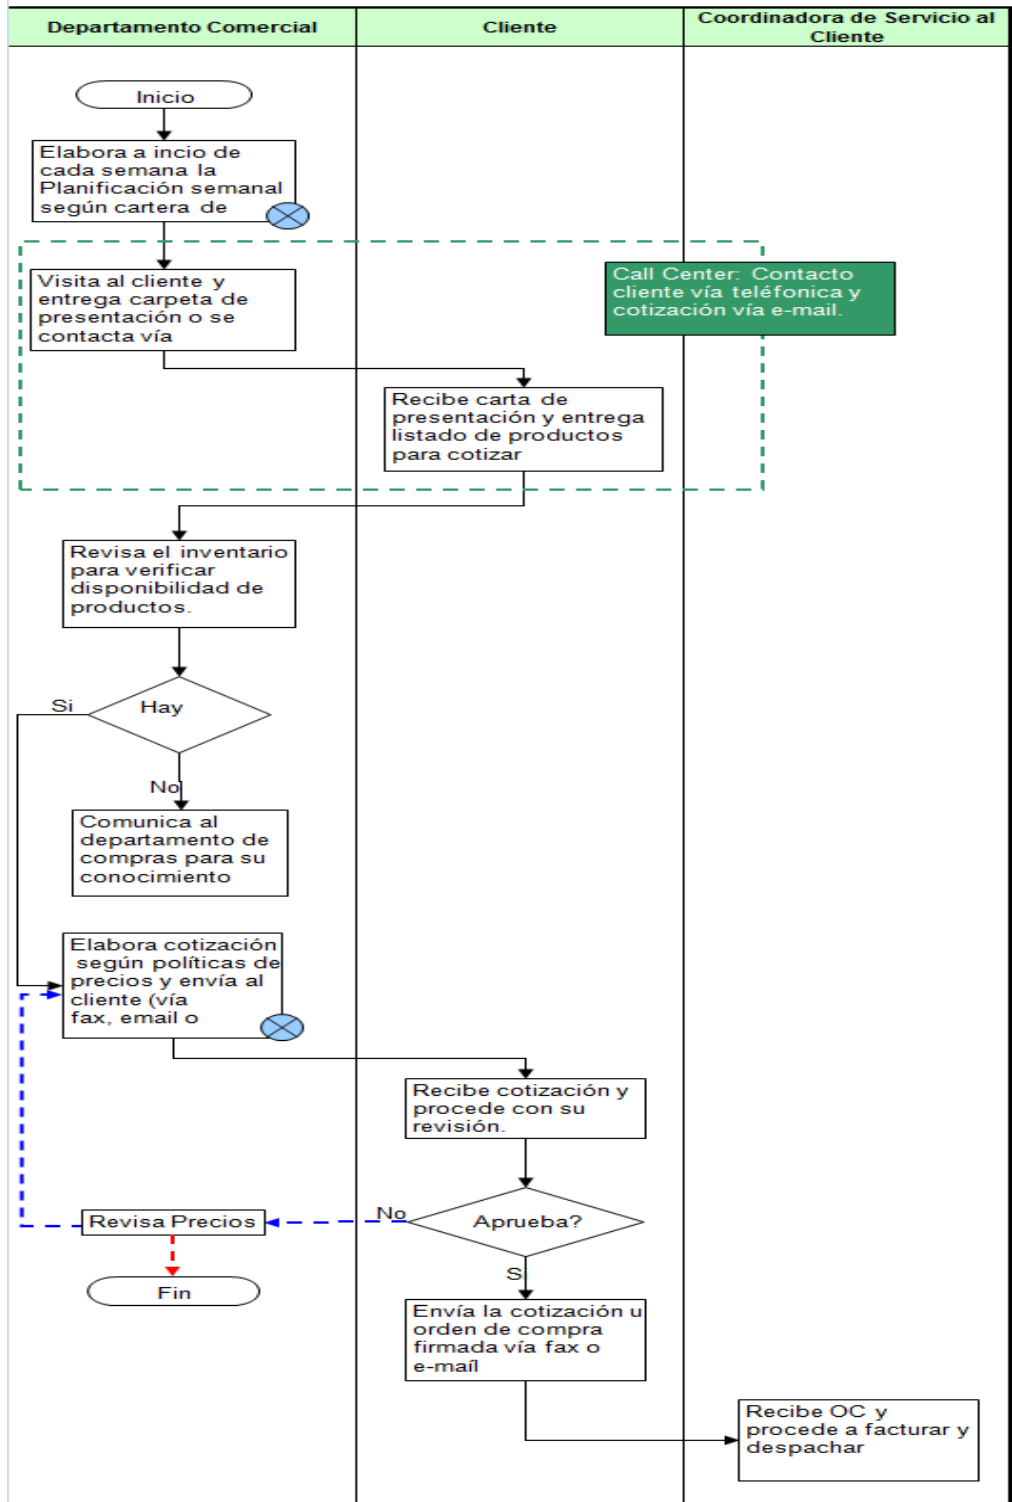 Departamento Comercial
Cliente
Coordinadora de Servicio al
Cliente
Inicio
Elabora a incio de
cada semana la
Planificación semanal
según cartera de
Visita al cliente y
entrega carpeta de
presentación o se
contacta vía
Call Center: Contacto
cliente vía teléfonica y
cotización vía e-mail.
Recibe carta de
presentación y entrega
listado de productos
para cotizar
Revisa el inventario
para verificar
disponibilidad de
productos.
Si
Hay
No
Comunica al
departamento de
compras para su
conocimiento
Elabora cotización
según políticas de
precios y envía al
cliente (vía
fax, email o
Recibe cotización y
procede con su
revisión.
No
Aprueba?
Revisa Precios
Si
Fin
Envía la cotización u
orden de compra
firmada vía fax o
e-maíl
Recibe OC y
procede a facturar y
despachar